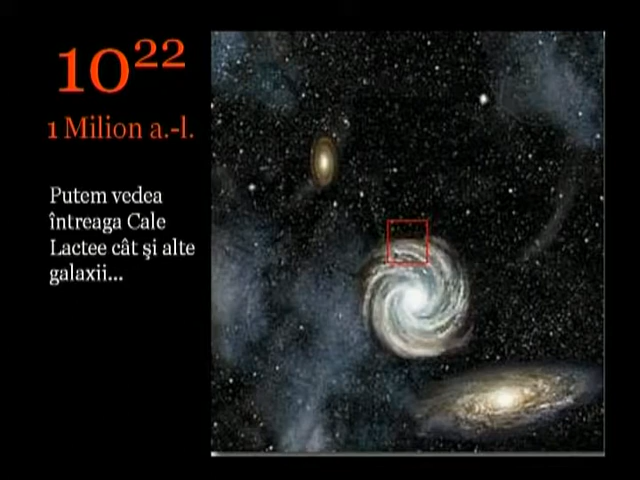 10²²
1 Milion a.-l.
Putem vedea
întreaga Cale
Lactee cât şi alte
galaxii...